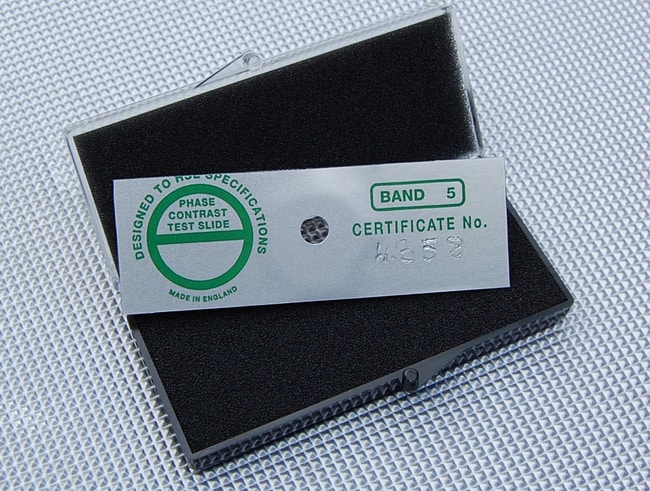 DESIGNED TO HSE SPECIFICATIONS
PHASE
CONTRAST
TEST SLIDE
MADE IN ENGLAND
BAND 5
CERTIFICATE No.